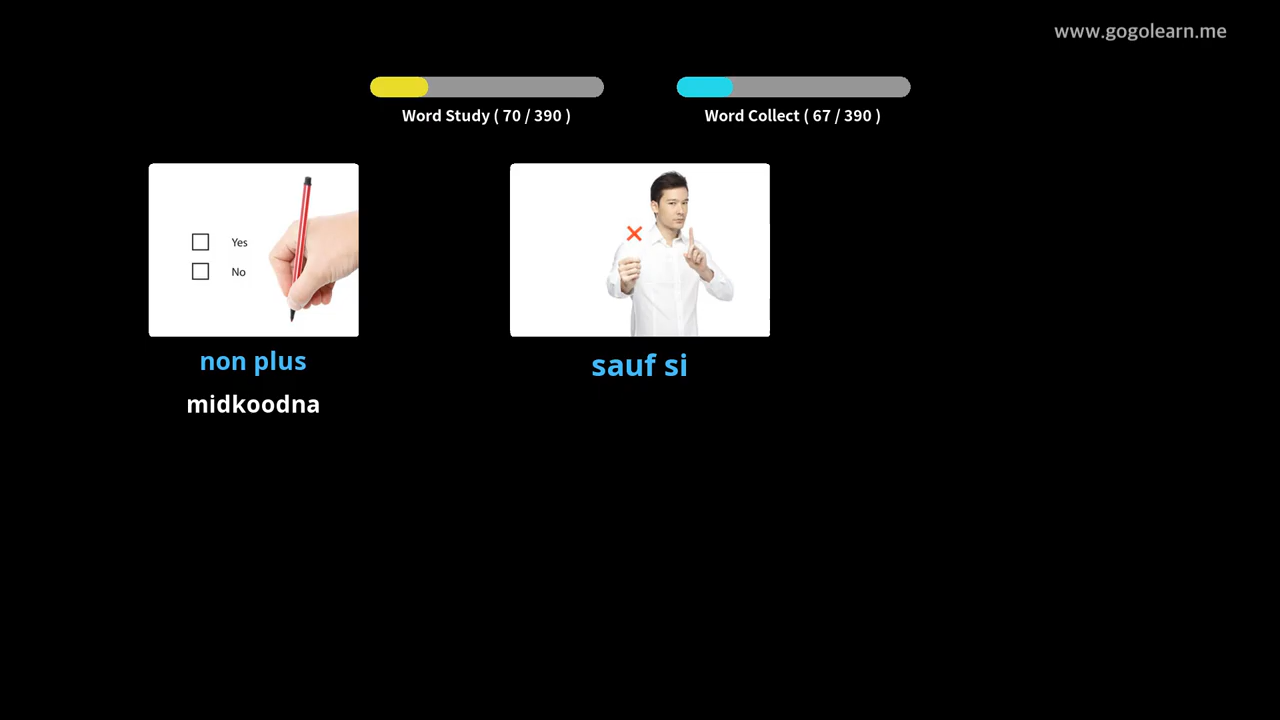 www.gogolearn.me
Word Study ( 70 / 390 )
Word Collect ( 67 / 390 )
Yes
No
non plus
midkoodna
sauf si